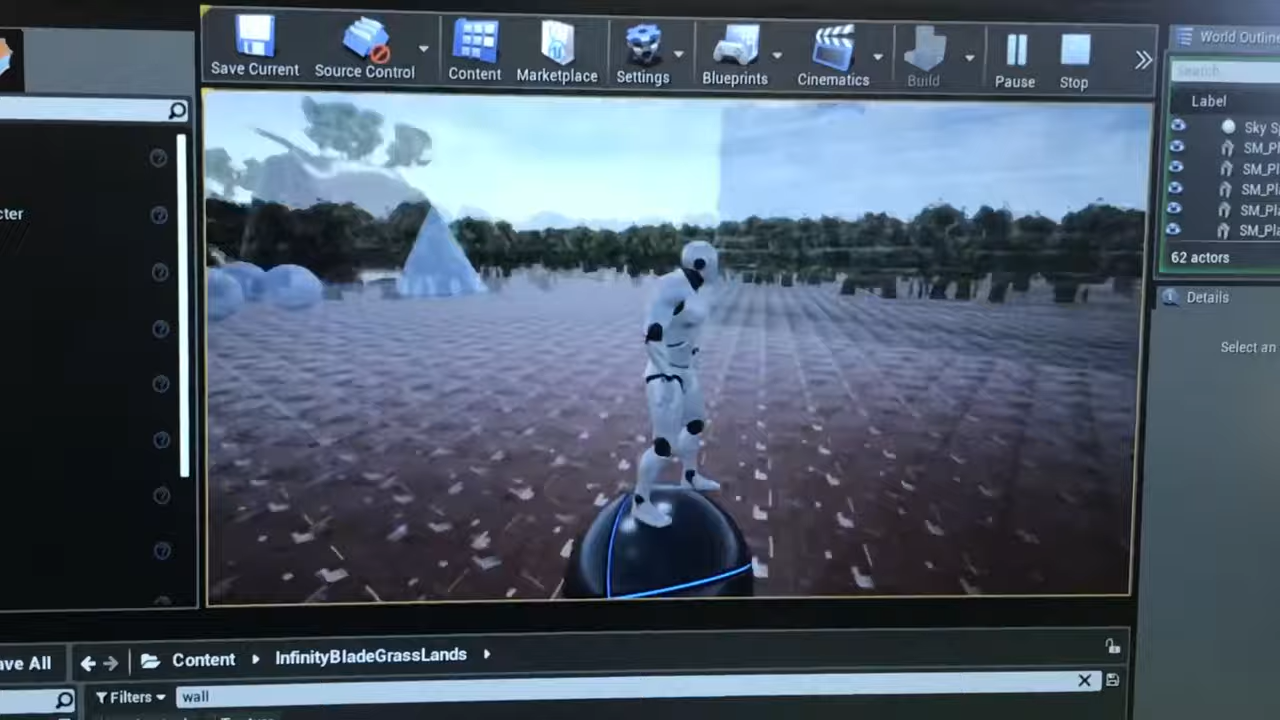 Save Current
Source Control
Content
Marketplace
Settings
Blueprints
Cinematics
Build
Pause
Stop
World Outline
Search
Label
Sky S
SM_Pl
SM_Pl
SM_Pla
SM_Pla
SM_Pla
62 actors
Details
Select an
cter
ave All
Content
InfinityBladeGrassLands
Filters
wall